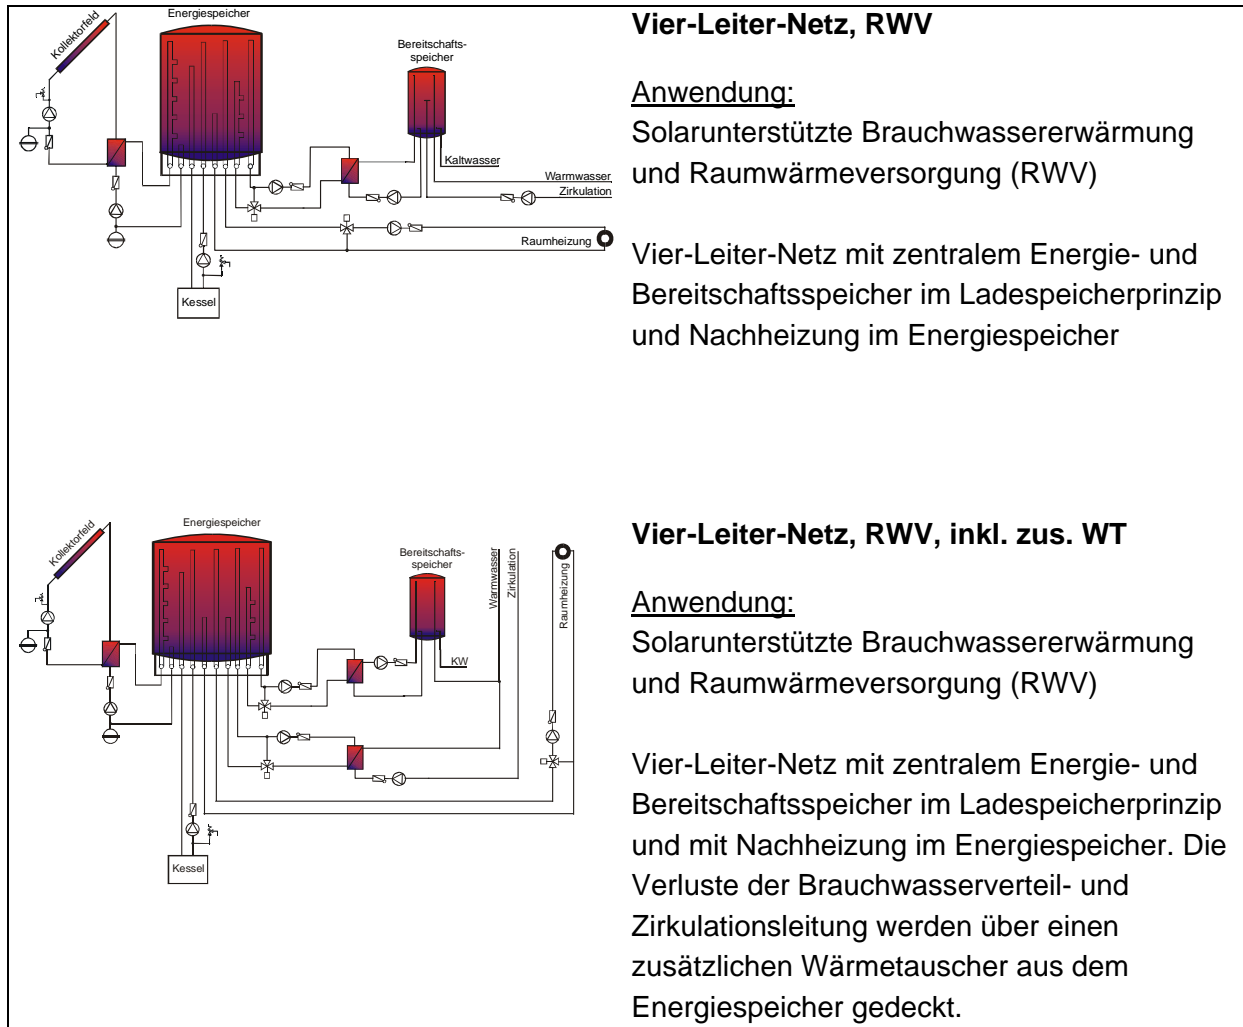 Energiespeicher
Kollektorfeld
Bereitschafts-
speicher
Kaltwasser
Warmwasser
Zirkulation
Raumheizung
Kessel
Vier-Leiter-Netz, RWV
Anwendung:
Solarunterstützte Brauchwassererwärmung
und Raumwärmeversorgung (RWV)
Vier-Leiter-Netz mit zentralem Energie- und
Bereitschaftsspeicher im Ladespeicherprinzip
und Nachheizung im Energiespeicher
Energiespeicher
Kollektorfeld
Bereitschafts-
speicher
Warmwasser
Zirkulation
Raumheizung
KW
Kessel
Vier-Leiter-Netz, RWV, inkl. zus. WT
Anwendung:
Solarunterstützte Brauchwassererwärmung
und Raumwärmeversorgung (RWV)
Vier-Leiter-Netz mit zentralem Energie- und
Bereitschaftsspeicher im Ladespeicherprinzip
und mit Nachheizung im Energiespeicher. Die
Verluste der Brauchwasserverteil- und
Zirkulationsleitung werden über einen
zusätzlichen Wärmetauscher aus dem
Energiespeicher gedeckt.